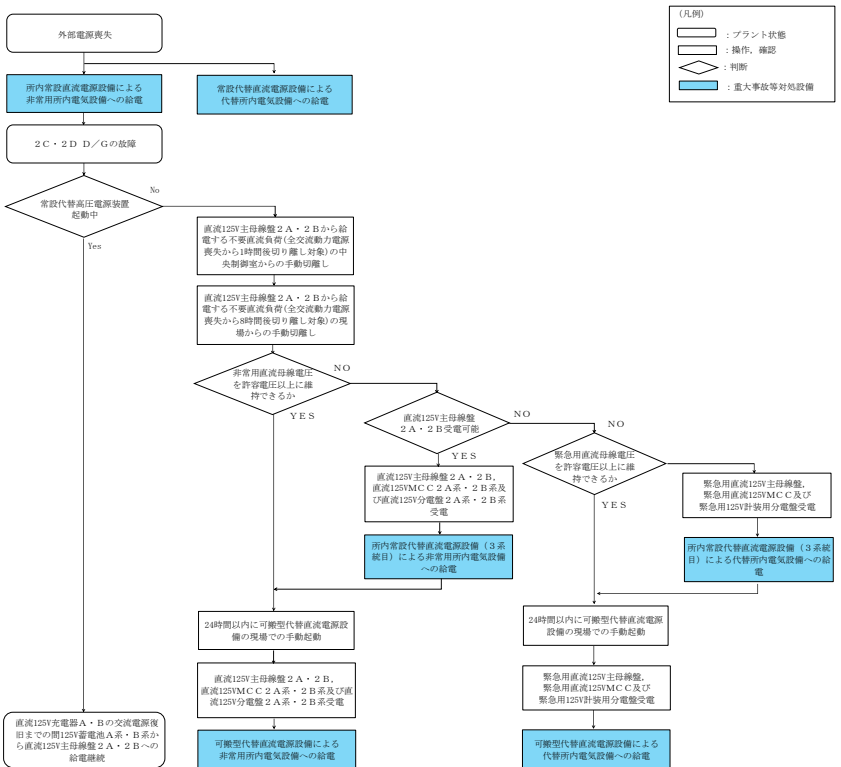 外部電源喪失
所内常設直流電源設備による
非常用所内電気設備への給電
常設代替直流電源設備による
代替所内電気設備への給電
(凡例)
：プラント状態
：操作，確認
：判断
：重大事故等対処設備
２Ｃ・２Ｄ Ｄ／Ｇの故障
常設代替高圧電源装置
起動中
No
Yes
直流125V主母線盤２Ａ・２Ｂから給
電する不要直流負荷(全交流動力電源
喪失から1時間後切り離し対象)の中
央制御室からの手動切離し
直流125V主母線盤２Ａ・２Ｂから給
電する不要直流負荷(全交流動力電源
喪失から8時間後切り離し対象)の現
場からの手動切離し
非常用直流母線電圧
を許容電圧以上に維
持できるか
ＮＯ
ＹＥＳ
直流125V主母線盤
２Ａ・２Ｂ受電可能
ＮＯ
ＹＥＳ
ＮＯ
緊急用直流母線電圧
を許容電圧以上に維
持できるか
ＹＥＳ
直流125V主母線盤２Ａ・２Ｂ，
直流125VMCC２Ａ系・２Ｂ系及
び直流125V分電盤２Ａ系・２Ｂ系
受電
緊急用直流125V主母線盤，
緊急用直流125VMＣＣ及び
緊急用125V計装用分電盤受電
所内常設代替直流電源設備（３系
統目）による非常用所内電気設備
への給電
所内常設代替直流電源設備（３系統
目）による代替所内電気設備への給
電
24時間以内に可搬型代替直流電源設
備の現場での手動起動
24時間以内に可搬型代替直流電源
設備の現場での手動起動
直流125V主母線盤２Ａ・２Ｂ，
直流125VMCC２Ａ系・２Ｂ系及び直
流125V分電盤２Ａ系・２Ｂ系受電
緊急用直流125V主母線盤，
緊急用直流125VMＣＣ及び
緊急用125V計装用分電盤受電
直流125V充電器Ａ・Ｂの交流電源復
旧までの間125V蓄電池Ａ系・Ｂ系か
ら直流125V主母線盤２Ａ・２Ｂへの
給電継続
可搬型代替直流電源設備による
非常用所内電気設備への給電
可搬型代替直流電源設備による
代替所内電気設備への給電